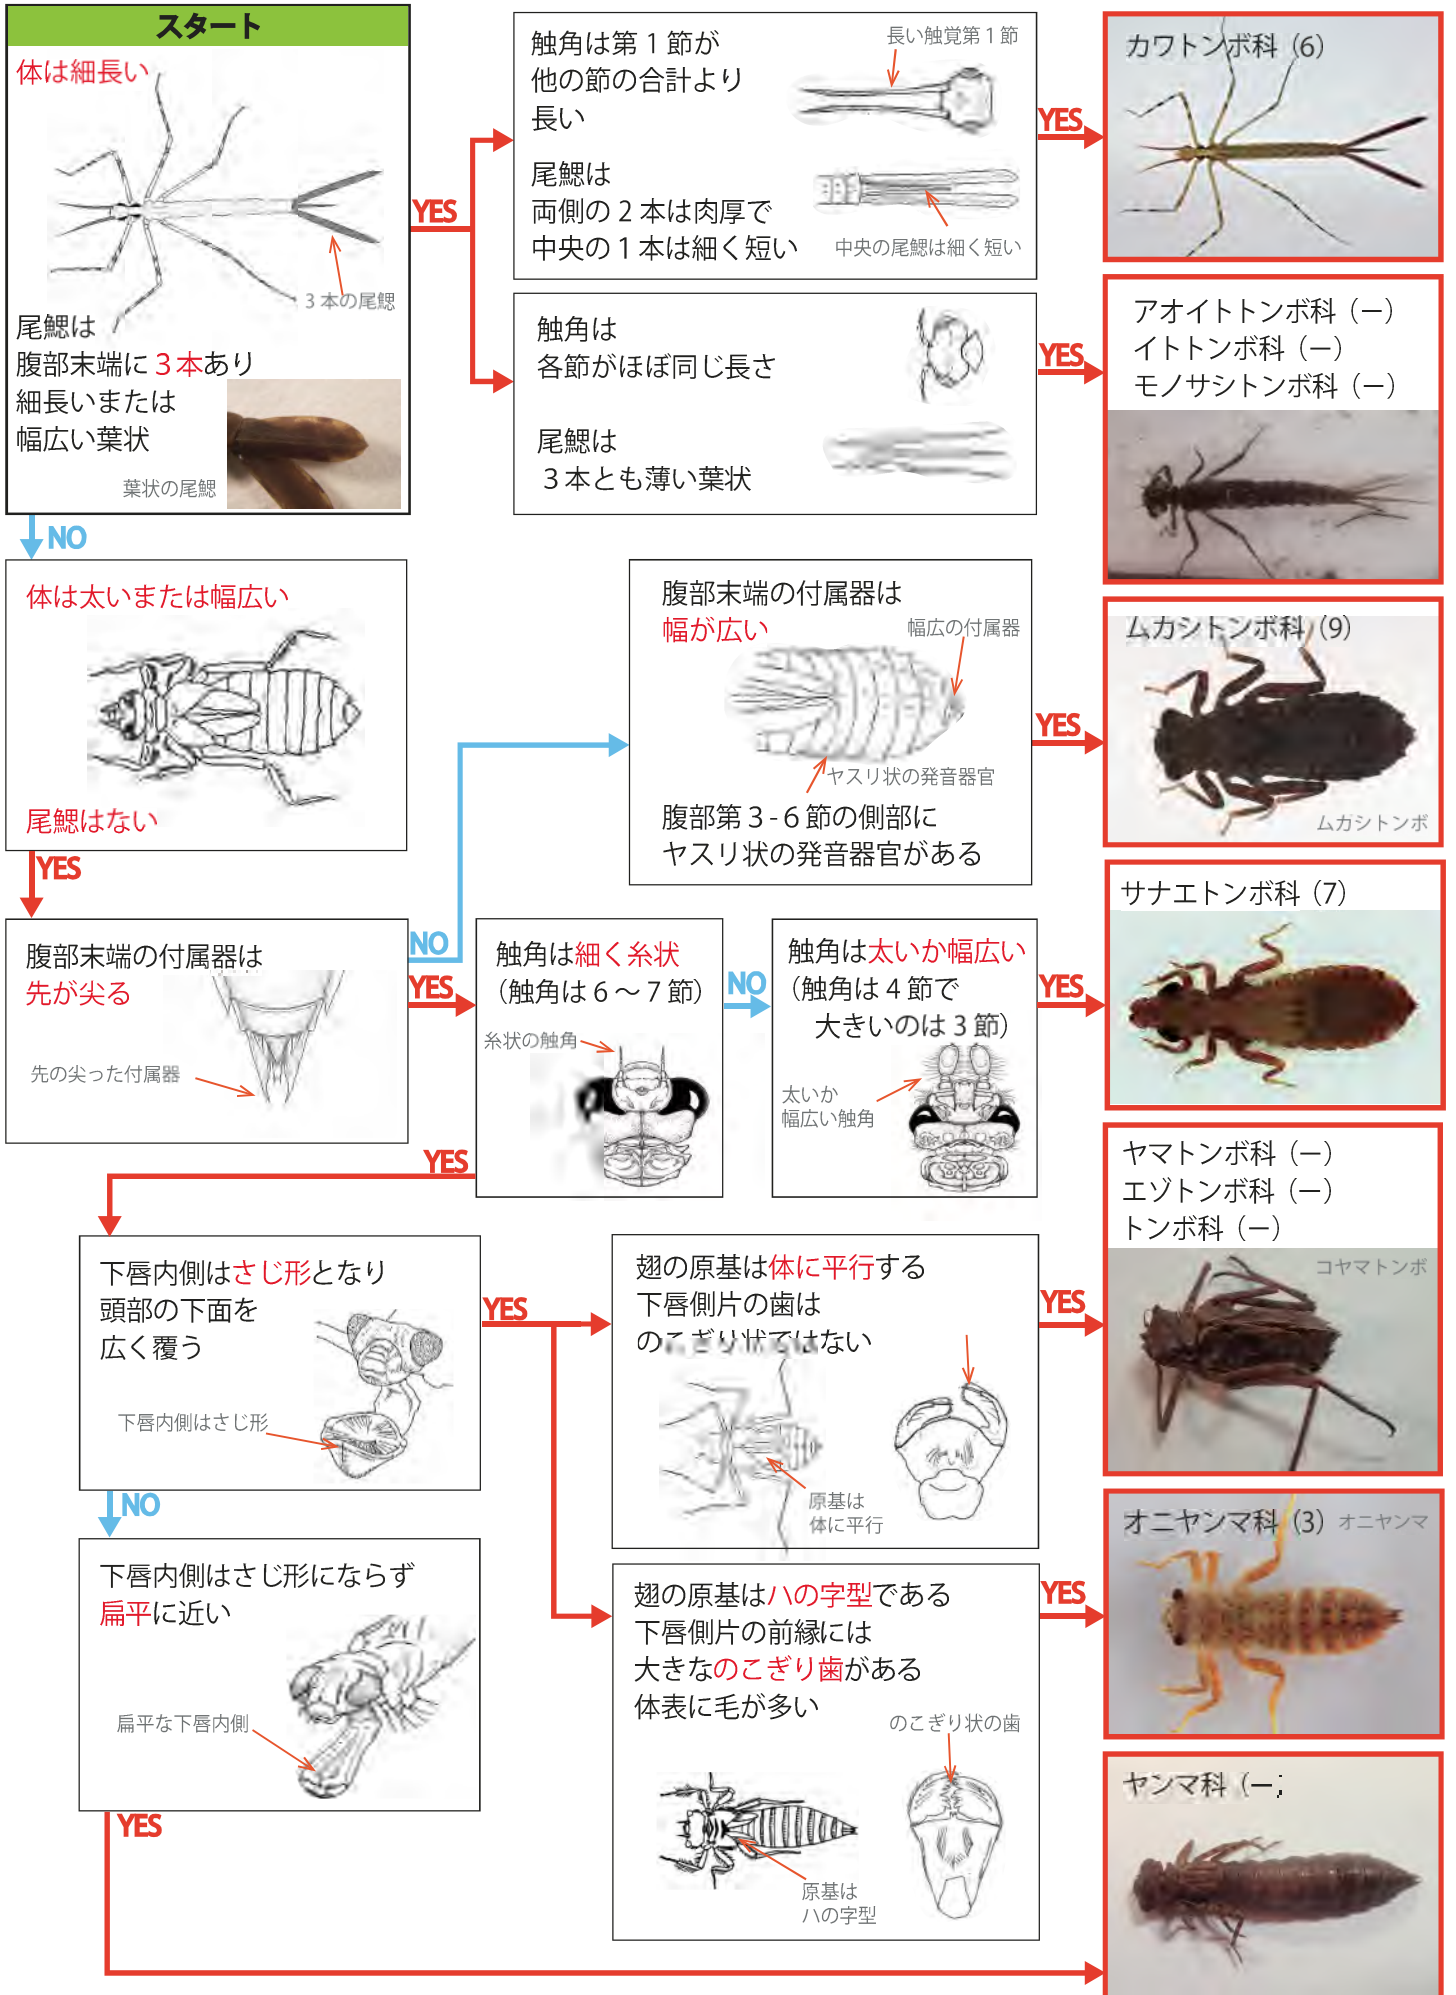 スタート
体は細長い
3本の尾鰓
尾鰓は
腹部末端に3本あり
細長いまたは
幅広い葉状
葉状の尾鰓
YES
触角は第1節が
他の節の合計より
長い
長い触覚第1節
尾鰓は
両側の2本は肉厚で
中央の1本は細く短い
中央の尾鰓は細く短い
YES
カワトンボ科(6)
触角は
各節がほぼ同じ長さ
尾鰓は
3本とも薄い葉状
YES
アオイトトンボ科(ー)
イトトンボ科(ー)
モノサシトンボ科(ー)
NO
体は太いまたは幅広い
尾鰓はない
YES
腹部末端の付属器は
幅が広い
幅広の付属器
ヤスリ状の発音器官
腹部第3-6節の側部に
ヤスリ状の発音器官がある
YES
ムカシトンボ科(9)
ムカシトンボ
腹部末端の付属器は
先が尖る
先の尖った付属器
NO
YES
触角は細く糸状
(触角は6～7節)
糸状の触角
NO
触角は太いか幅広い
(触角は4節で
大きいのは3節)
太いか
幅広い触角
YES
サナエトンボ科(7)
YES
下唇内側はさじ形となり
頭部の下面を
広く覆う
下唇内側はさじ形
YES
翅の原基は体に平行する
下唇側片の歯は
のこぎり状ではない
原基は
体に平行
YES
ヤマトンボ科(ー)
エゾトンボ科(ー)
トンボ科(ー)
コヤマトンボ
NO
下唇内側はさじ形にならず
扁平に近い
扁平な下唇内側
YES
翅の原基はハの字型である
下唇側片の前縁には
大きなのこぎり歯がある
体表に毛が多い
のこぎり状の歯
原基は
ハの字型
YES
オニヤンマ科(3)
オニヤンマ
ヤンマ科(ー